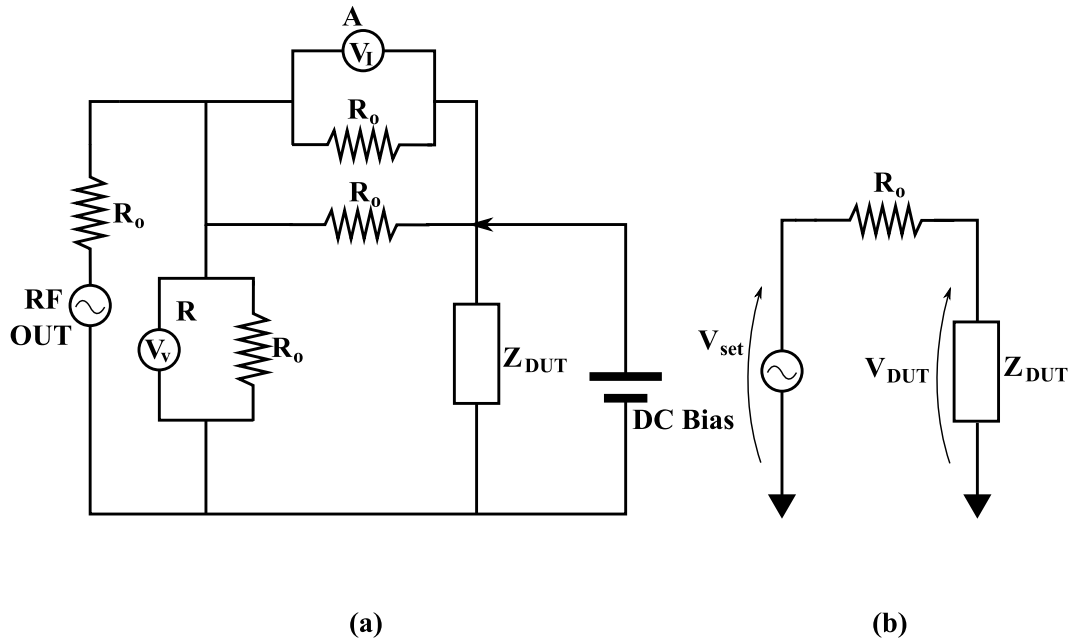 A
V_I
R_o
R_o
R_o
RF
OUT
R
V_v
R_o
Z_DUT
DC Bias
(a)
R_o
V_set
V_DUT
Z_DUT
(b)